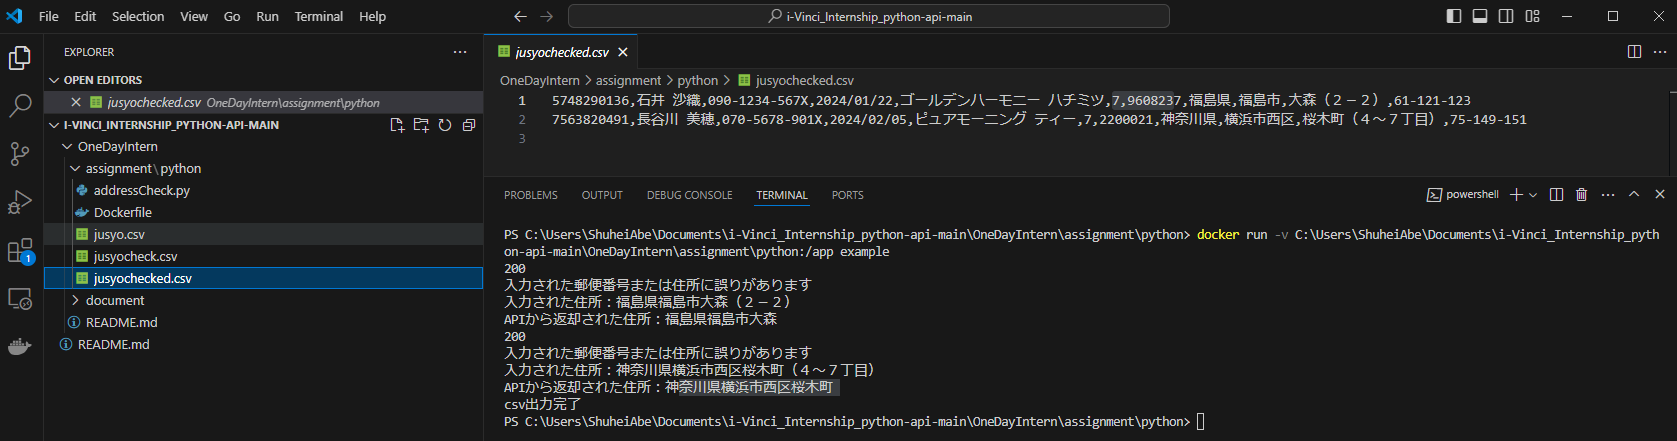 File Edit Selection View Go Run Terminal Help
i-Vinci_Internship_python-api-main
EXPLORER
OPEN EDITORS
jusyochecked.csv OneDayIntern\assignment\python
I-VINCI_INTERNSHIP_PYTHON-API-MAIN
OneDayIntern
assignment\python
addressCheck.py
Dockerfile
jusyo.csv
jusyocheck.csv
jusyochecked.csv
document
README.md
README.md
1
jusyochecked.csv
OneDayIntern > assignment > python > jusyochecked.csv
1 5748290136,石井 沙織,090-1234-567X,2024/01/22,ゴールデンハーモニー ハチミツ,7,9608237,福島県,福島市,大森（２－２）,61-121-123
2 7563820491,長谷川 美穂,070-5678-901X,2024/02/05,ピュアモーニング ティー,7,2200021,神奈川県,横浜市西区,桜木町（４～７丁目）,75-149-151
3
PROBLEMS OUTPUT DEBUG CONSOLE TERMINAL PORTS
powershell
PS C:\Users\ShuheiAbe\Documents\i-Vinci_Internship_python-api-main\OneDayIntern\assignment\python> docker run -v C:\Users\ShuheiAbe\Documents\i-Vinci_Internship_pyth
on-api-main\OneDayIntern\assignment\python:/app example
200
入力された郵便番号または住所に誤りがあります
入力された住所：福島県福島市大森（２－２）
APIから返却された住所：福島県福島市大森
200
入力された郵便番号または住所に誤りがあります
入力された住所：神奈川県横浜市西区桜木町（４～７丁目）
APIから返却された住所：神奈川県横浜市西区桜木町
csv出力完了
PS C:\Users\ShuheiAbe\Documents\i-Vinci_Internship_python-api-main\OneDayIntern\assignment\python>